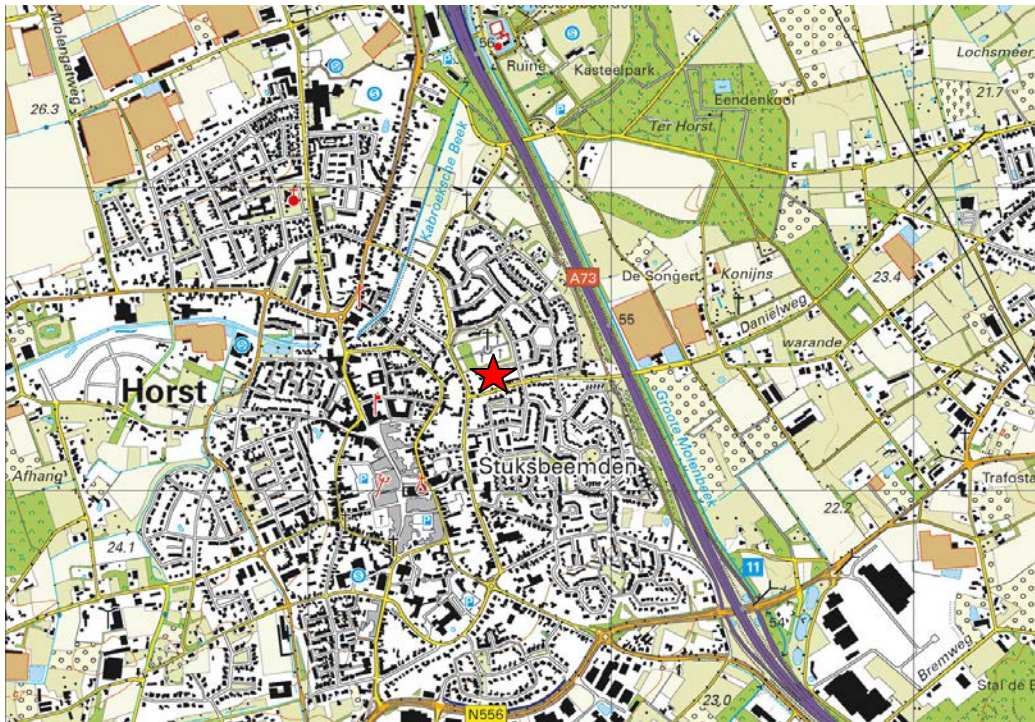 Molengatweg
56
Ruïne
Kasteelpark
Lochsmeer
26.3
21.7
Eendenkooi
Ter Horst
Kabroeksche Beek
A73
De Songert
Konijns
23.4
55
Daniëlweg
warande
Horst
Groote Molenbeek
Stuksbeemden
Afhang
Trafosta
22.2
24.1
11
54
Bremweg
23.0
Stal de B
N556